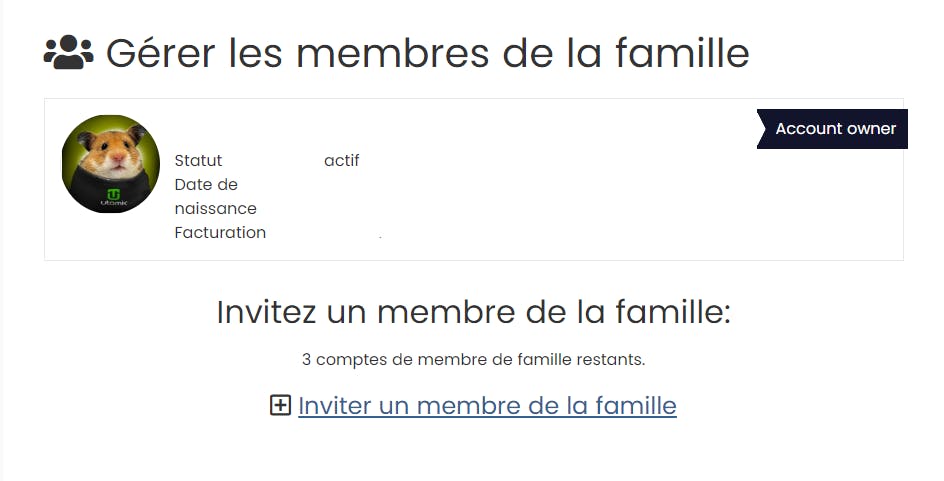 Gérer les membres de la famille
Account owner
Statut actif
Date de
naissance
Facturation .
utomik
Invitez un membre de la famille:
3 comptes de membre de famille restants.
Inviter un membre de la famille